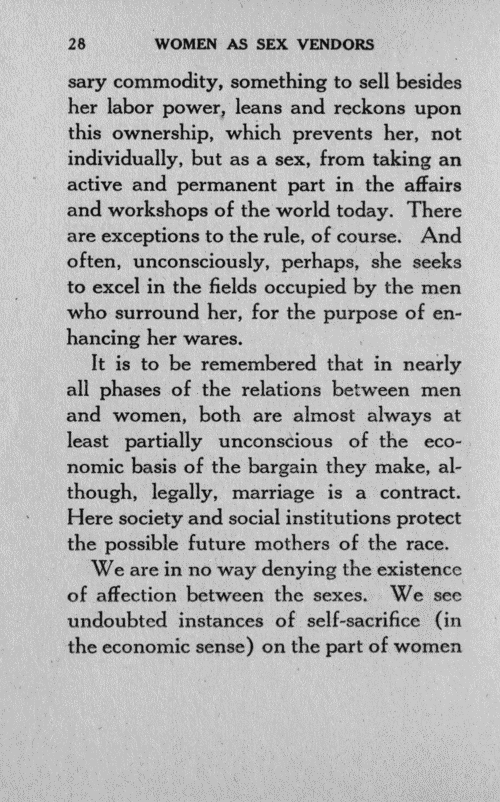 28 WOMEN AS SEX VENDORS
sary commodity, something to sell besides
her labor power, leans and reckons upon
this ownership, which prevents her, not
individually, but as a sex, from taking an
active and permanent part in the affairs
and workshops of the world today. There
are exceptions to the rule, of course. And
often, unconsciously, perhaps, she seeks
to excel in the fields occupied by the men
who surround her, for the purpose of en-
hancing her wares.
It is to be remembered that in nearly
all phases of the relations between men
and women, both are almost always at
least partially unconscious of the eco-
nomic basis of the bargain they make, al-
though, legally, marriage is a contract.
Here society and social institutions protect
the possible future mothers of the race.
We are in no way denying the existence
of affection between the sexes. We see
undoubted instances of self-sacrifice (in
the economic sense) on the part of women